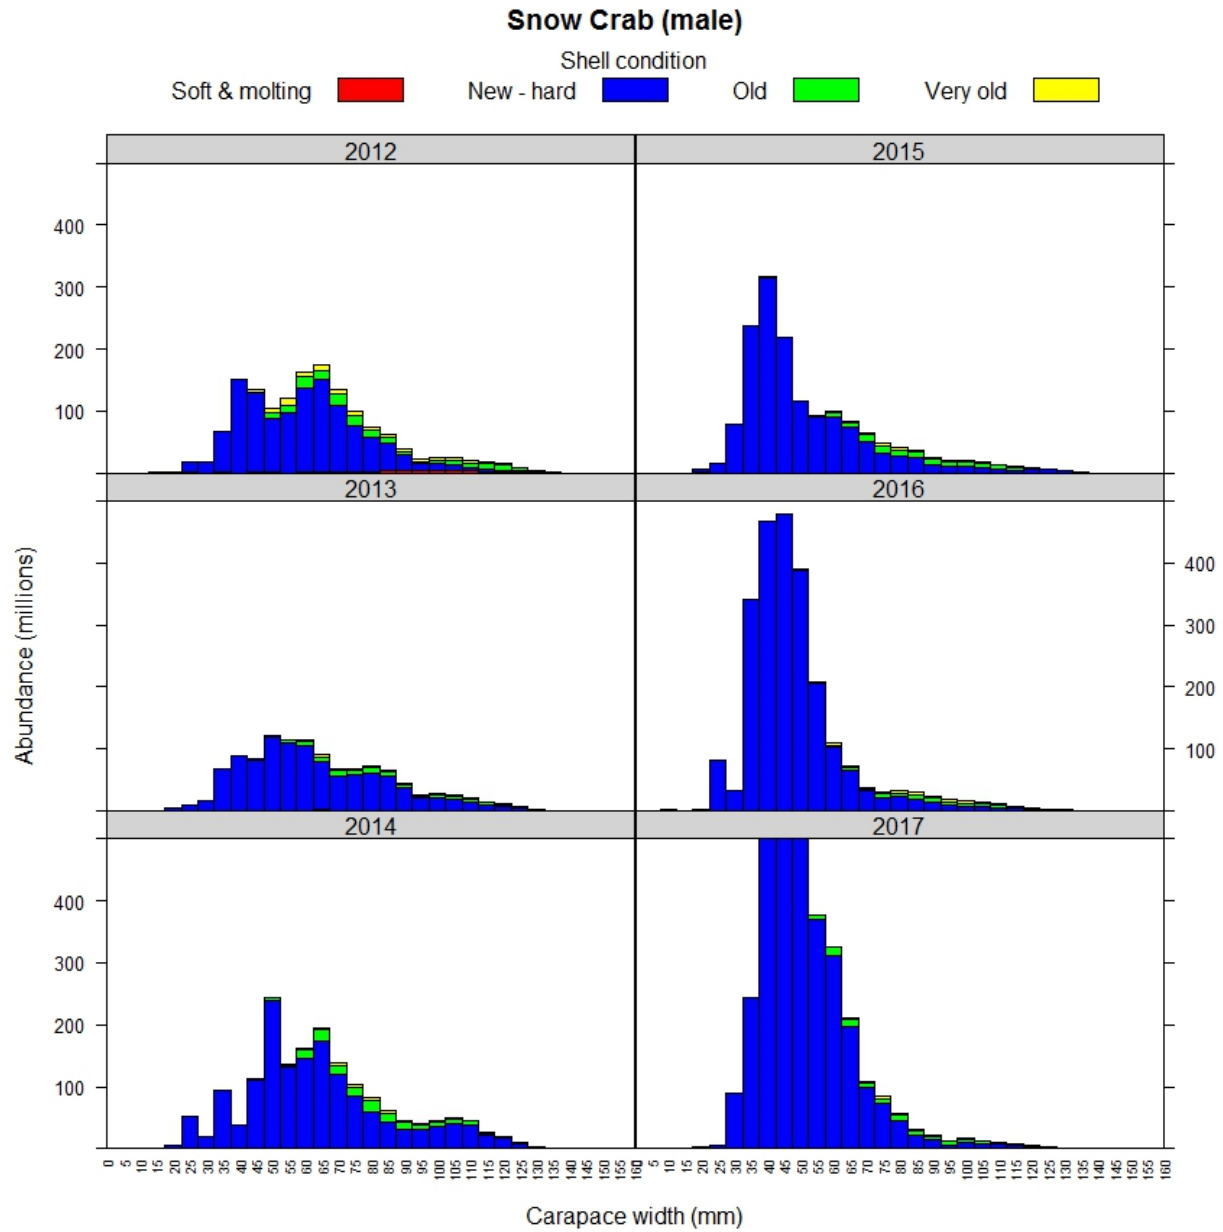 Snow Crab (male)
Shell condition
Soft & molting New - hard Old Very old
2012 2015
400
300
200
100
2013 2016
400
300
200
100
2014 2017
400
300
200
100
Abundance (millions)
0 5 10 15 20 25 30 35 40 45 50 55 60 65 70 75 80 85 90 95 100 105 110 115 120 125 130 135 140 145 150 155 160
5 10 15 20 25 30 35 40 45 50 55 60 65 70 75 80 85 90 95 100 105 110 115 120 125 130 135 140 145 150 155 160
Carapace width (mm)